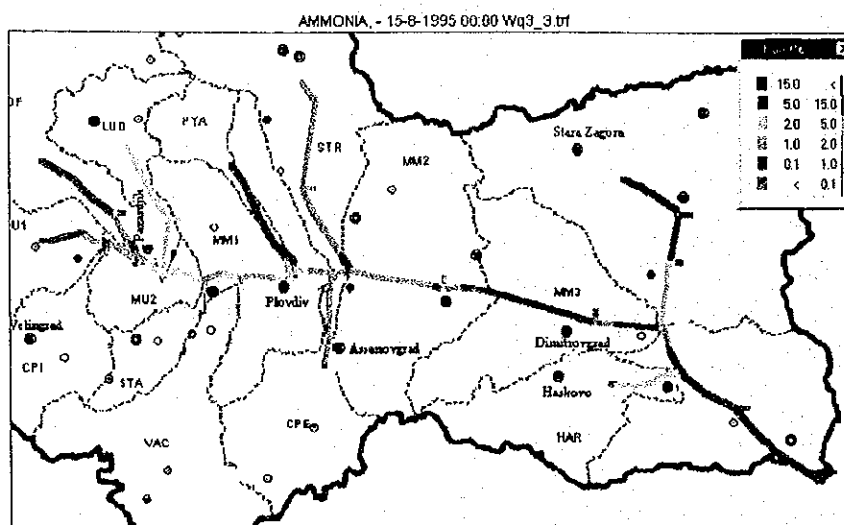 AMMONIA, - 15-8-1995 00:00 Wq3_3.trf
15.0 <
5.0 15.0
2.0 5.0
1.0 2.0
0.1 1.0
< 0.1
LUD
PYA
STR
MM2
Stara Zagora
Pazardjik
MM1
MU2
Plovdiv
MM3
Velingrad
Dimitrovgrad
Assenovgrad
CPI
STA
Haskovo
CPE
VAC
HAR